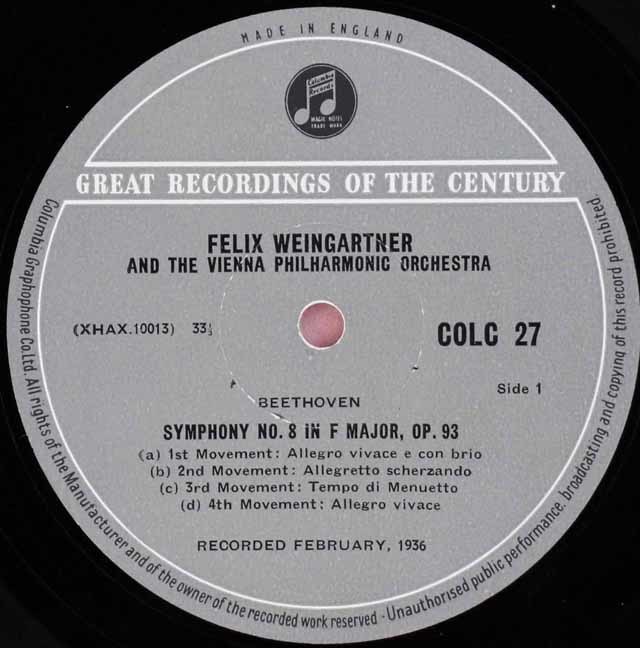 MADE IN ENGLAND
Columbia
Records
MAGIC NOTES
TRADE MARK
GREAT RECORDINGS OF THE CENTURY
FELIX WEINGARTNER
AND THE VIENNA PHILHARMONIC ORCHESTRA
(XHAX.10013) 33⅓
COLC 27
Side 1
BEETHOVEN
SYMPHONY NO. 8 IN F MAJOR, OP. 93
(a) 1st Movement: Allegro vivace e con brio
(b) 2nd Movement: Allegretto scherzando
(c) 3rd Movement: Tempo di Menuetto
(d) 4th Movement: Allegro vivace
RECORDED FEBRUARY, 1936
Columbia Graphophone Co. Ltd. All rights of the Manufacturer and of the owner of the recorded work reserved - Unauthorised public performance, broadcasting and copying of this record prohibited.